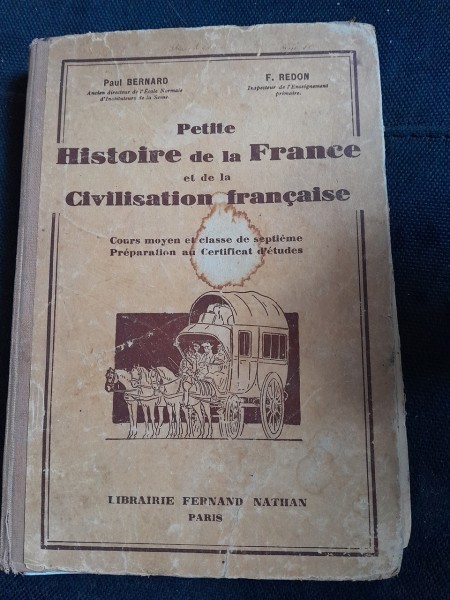 Paul BERNARD
Ancien directeur de l'École Normale
d'Instituteurs de la Seine.
F. REDON
Inspecteur de l'Enseignement
primaire.
Petite
Histoire de la France
et de la
Civilisation française
Cours moyen et classe de septième
Préparation au Certificat d'études
LIBRAIRIE FERNAND NATHAN
PARIS